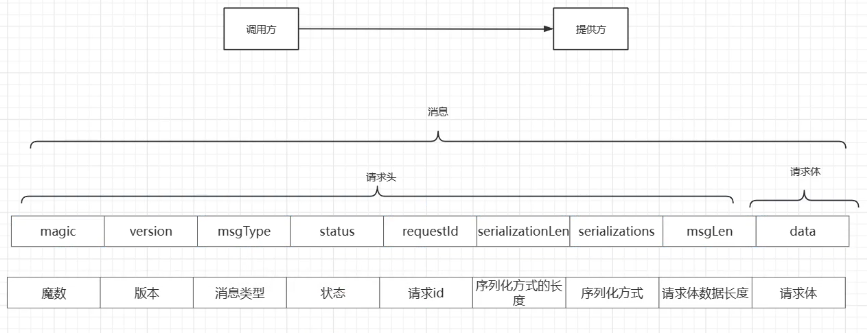 调用方
提供方
消息
请求头
请求体
magic version msgType status requestId serializationLen serializations msgLen data
魔数 版本 消息类型 状态 请求id 序列化方式的长度 序列化方式 请求体数据长度 请求体